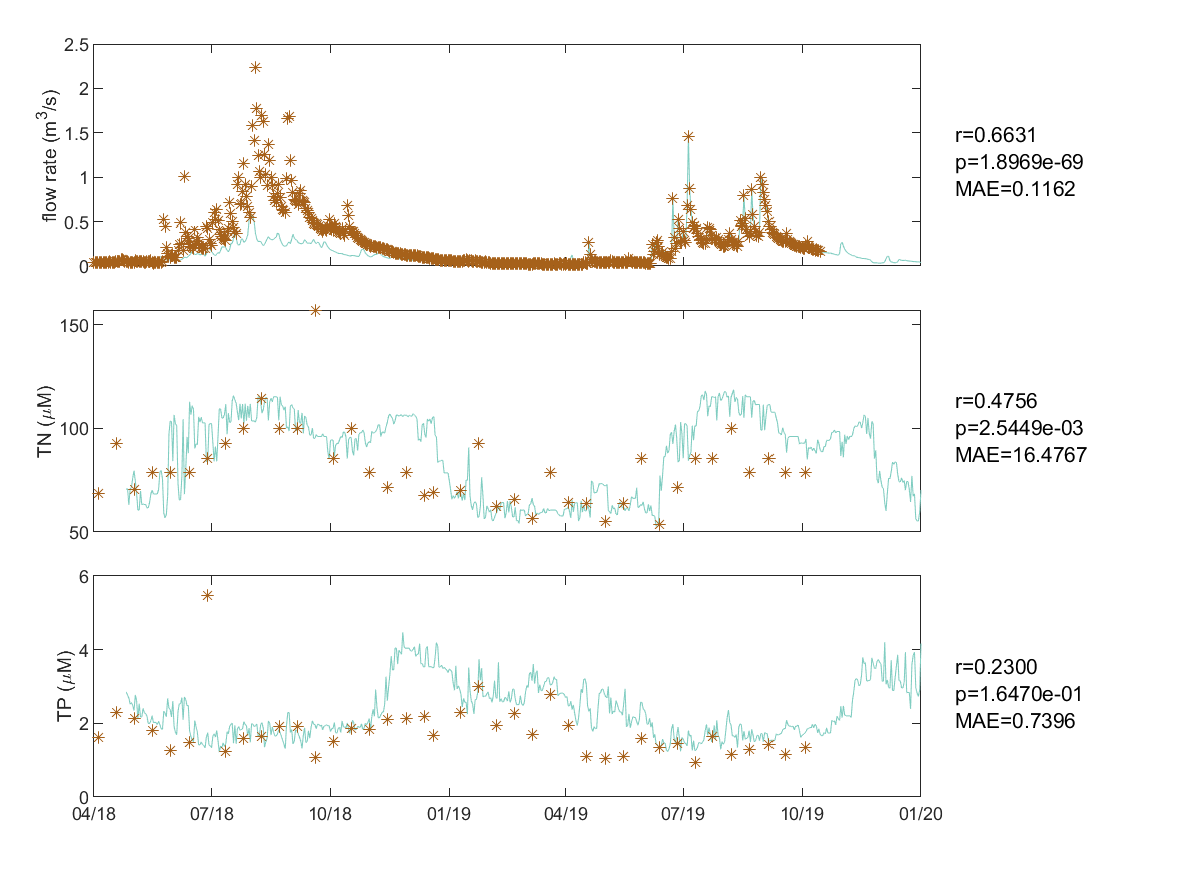 2.5
2
1.5
1
0.5
0
flow rate (m³/s)
r=0.6631
p=1.8969e-69
MAE=0.1162
150
100
50
TN (μM)
r=0.4756
p=2.5449e-03
MAE=16.4767
6
4
2
0
TP (μM)
r=0.2300
p=1.6470e-01
MAE=0.7396
04/18 07/18 10/18 01/19 04/19 07/19 10/19 01/20